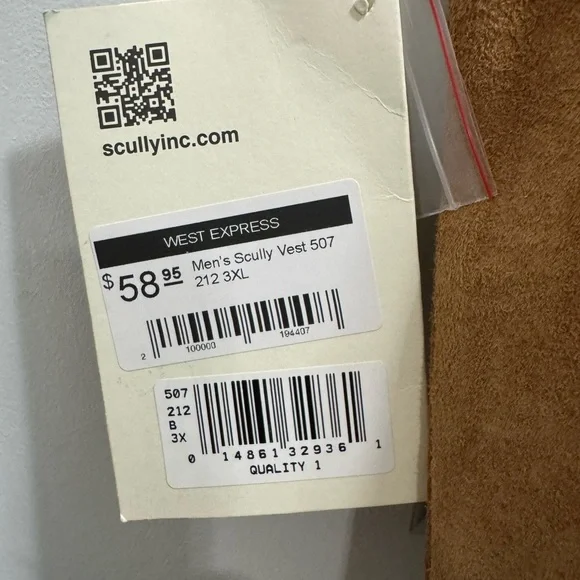 scullyinc.com
WEST EXPRESS
$58.95 Men's Scully Vest 507
212 3XL
2 100000 194407
507
212
B
3X
0 14861 32936 1
QUALITY 1